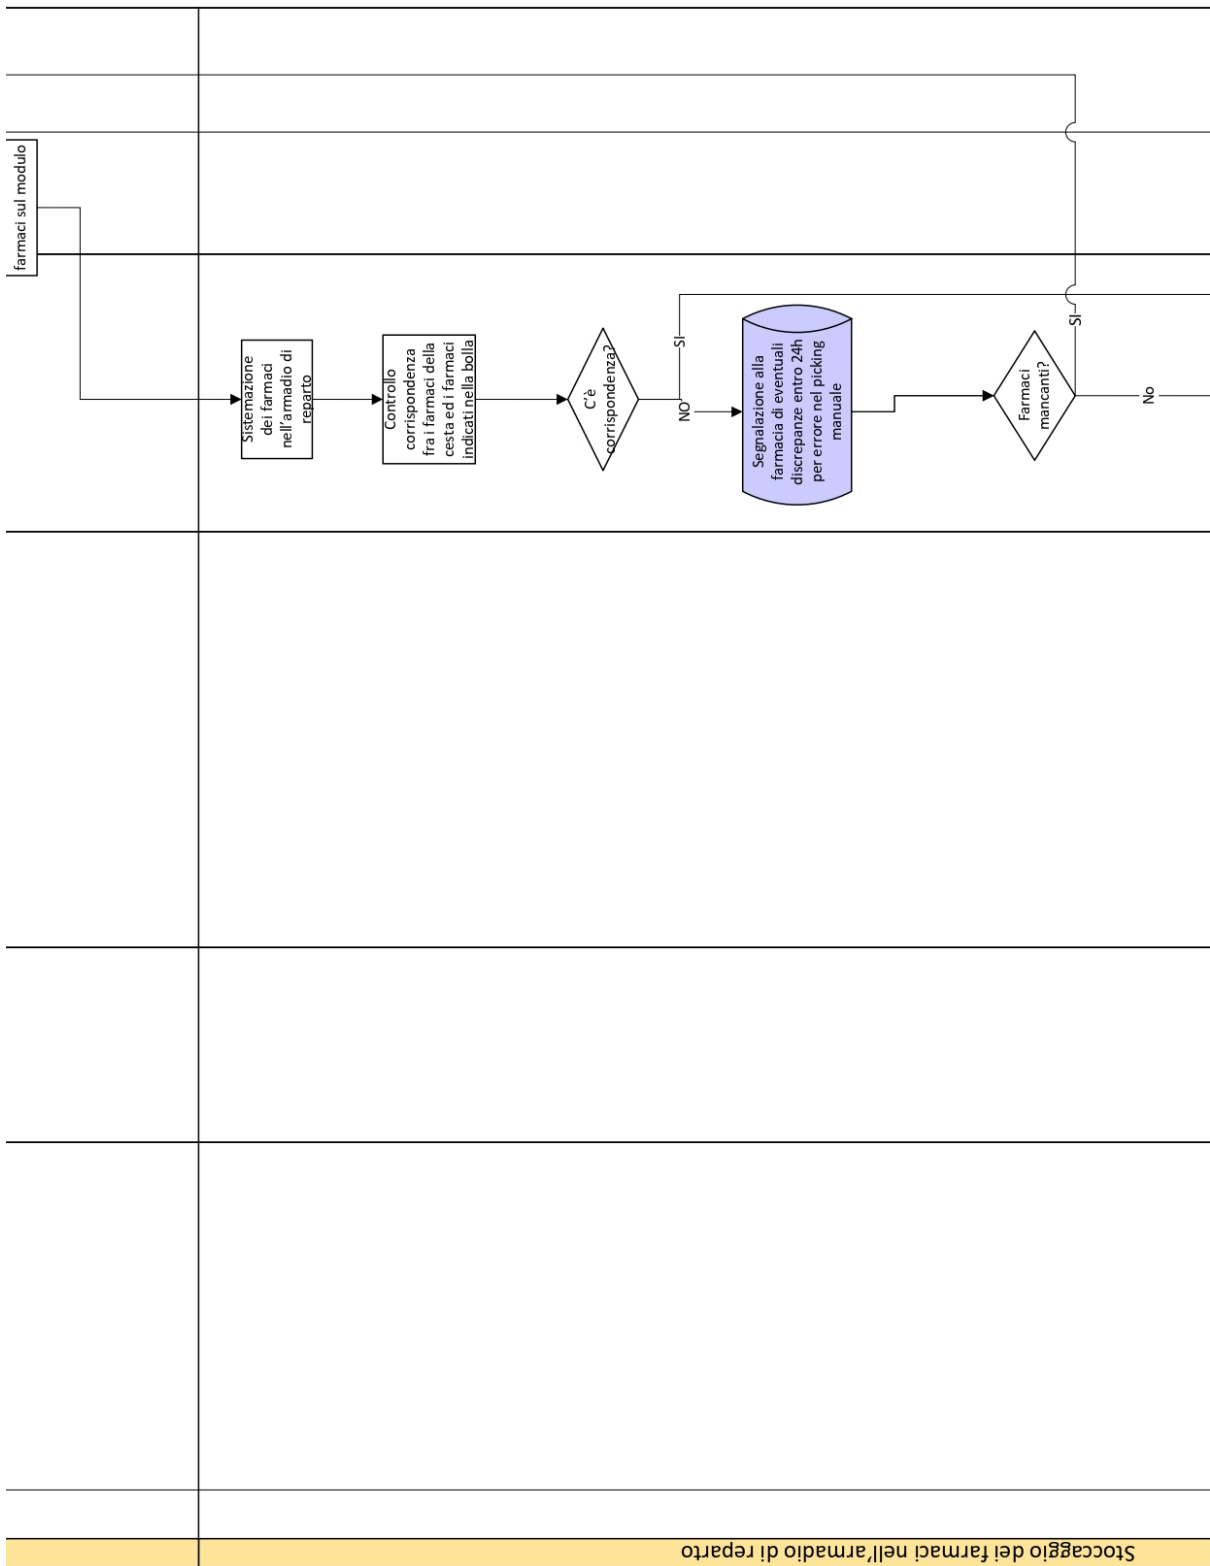 farmaci sul modulo
Sistemazione
dei farmaci
nell'armadio di
reparto
Controllo
corrispondenza
fra i farmaci della
cesta ed i farmaci
indicati nella bolla
C'è
corrispondenza?
SI
NO
Segnalazione alla
farmacia di eventuali
discrepanze entro 24h
per errore nel picking
manuale
Farmaci
mancanti?
SI
No
Stoccaggio dei farmaci nell'armadio di reparto